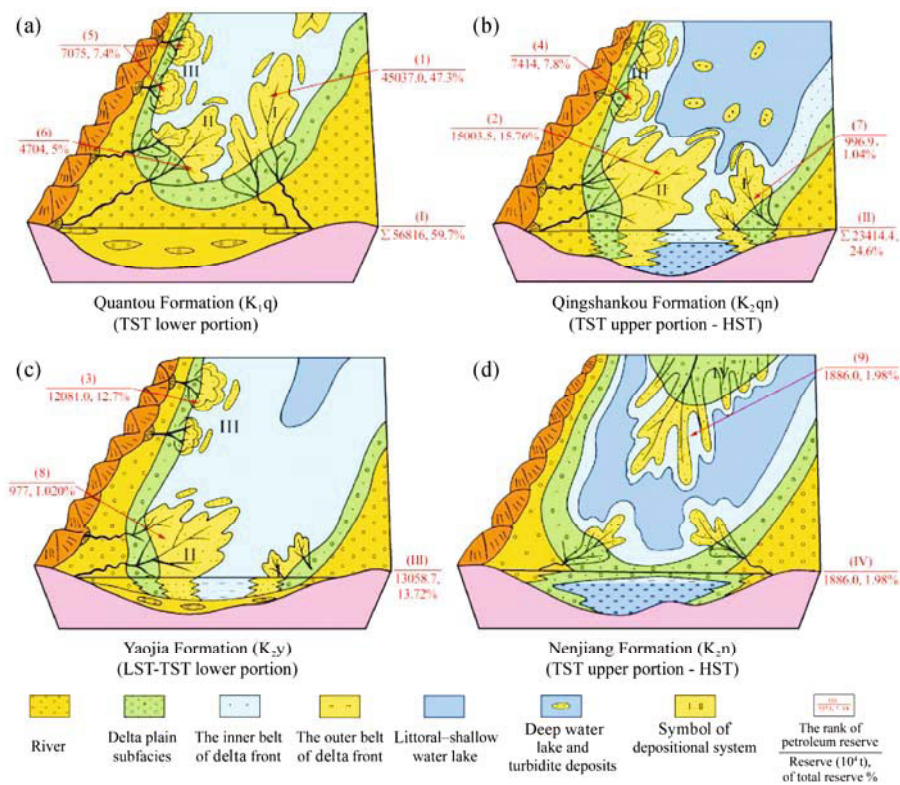 (a)
(5)
7075, 7.4%
III
(1)
45037.0, 47.3%
II
I
(6)
4704, 5%
(I)
Σ 56816, 59.7%
Quantou Formation (K₁q)
(TST lower portion)
(b)
(4)
7414, 7.8%
III
(2)
15003.5, 15.76%
(7)
996.9,
1.04%
I
II
(II)
Σ 23414.4,
24.6%
Qingshankou Formation (K₂qn)
(TST upper portion - HST)
(c)
(3)
12081.0, 12.7%
III
(8)
977, 1.020%
II
(III)
13058.7,
13.72%
Yaojia Formation (K₂y)
(LST-TST lower portion)
(d)
(9)
1886.0, 1.98%
IV
(IV)
1886.0, 1.98%
Nenjiang Formation (K₂n)
(TST upper portion - HST)
River
Delta plain
subfacies
The inner belt
of delta front
The outer belt
of delta front
Littoral–shallow
water lake
Deep water
lake and
turbidite deposits
I II
Symbol of
depositional system
The rank of
petroleum reserve
Reserve (10⁴ t),
of total reserve %